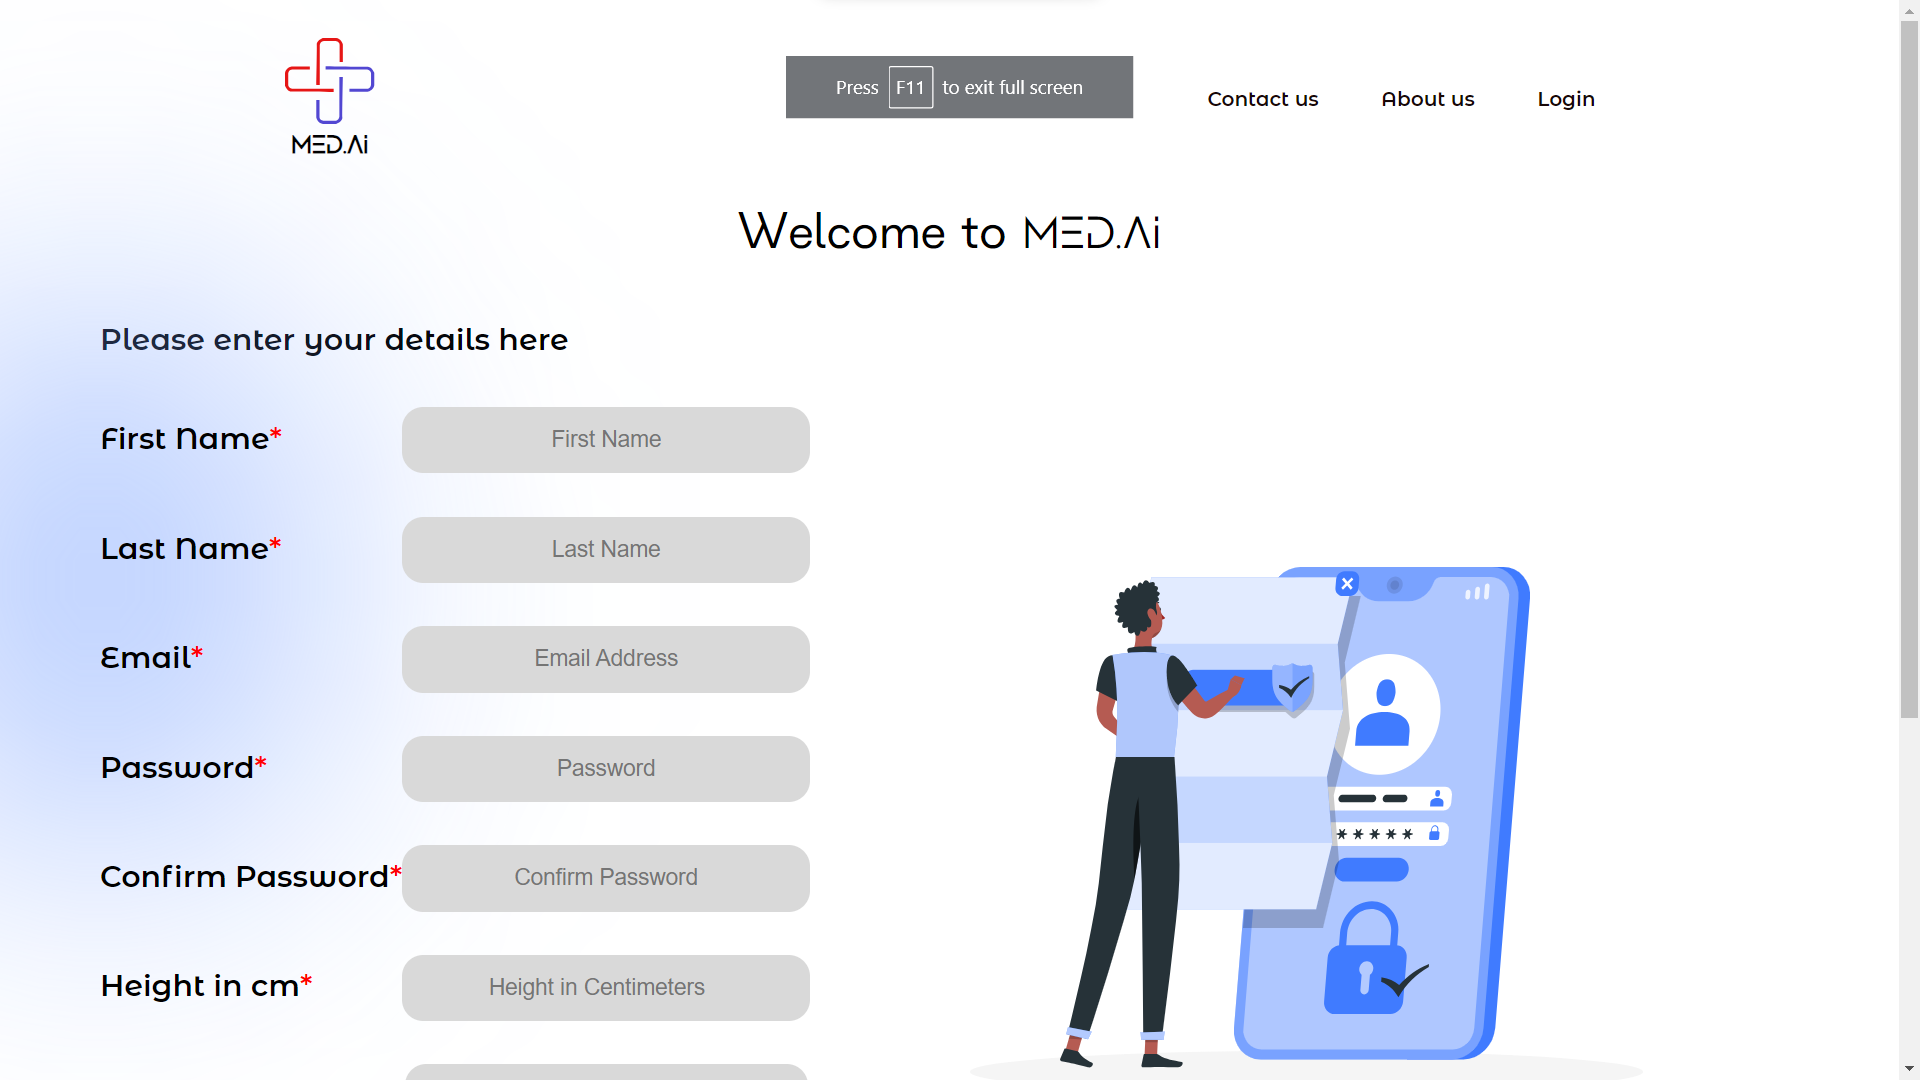 MED.Ai
Press F11 to exit full screen
Contact us
About us
Login
Welcome to MED.Ai
Please enter your details here
First Name*
First Name
Last Name*
Last Name
Email*
Email Address
Password*
Password
Confirm Password*
Confirm Password
Height in cm*
Height in Centimeters
*****